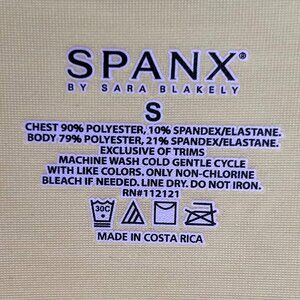 SPANX®
BY SARA BLAKELY
S
CHEST 90% POLYESTER, 10% SPANDEX/ELASTANE.
BODY 79% POLYESTER, 21% SPANDEX/ELASTANE.
EXCLUSIVE OF TRIMS
MACHINE WASH COLD GENTLE CYCLE
WITH LIKE COLORS. ONLY NON-CHLORINE
BLEACH IF NEEDED. LINE DRY. DO NOT IRON.
RN#112121
30C
MADE IN COSTA RICA